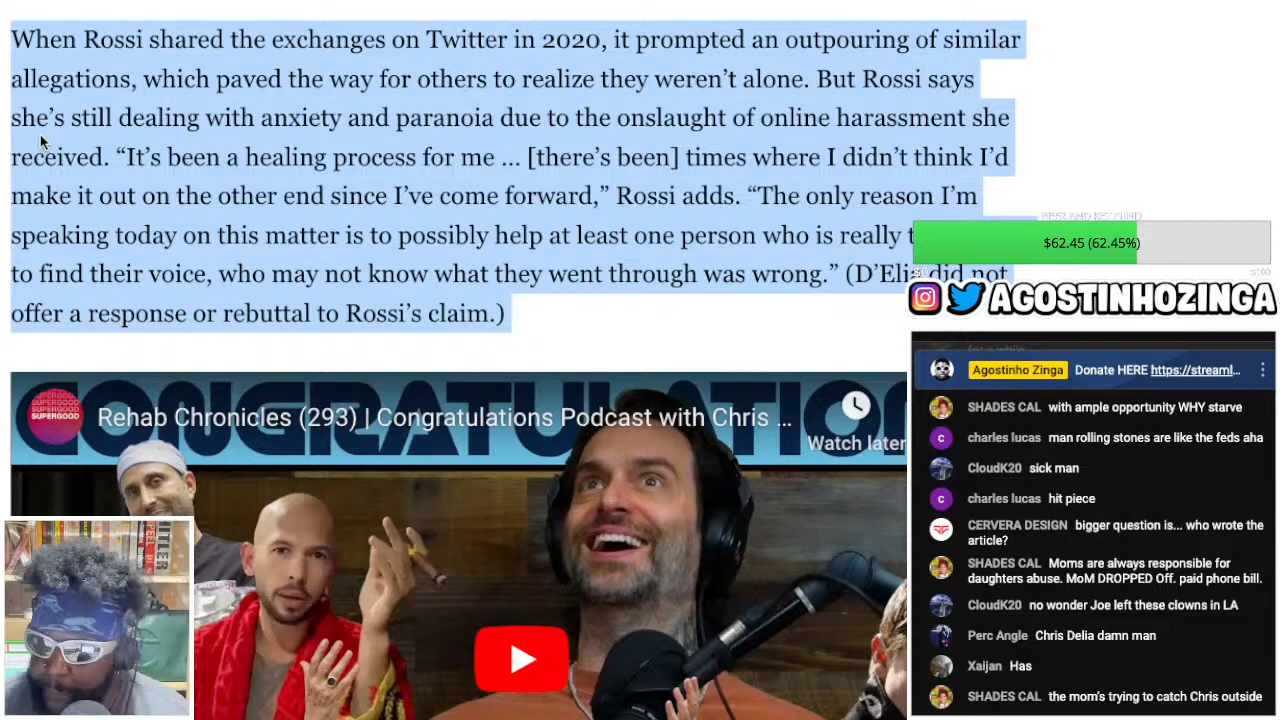 When Rossi shared the exchanges on Twitter in 2020, it prompted an outpouring of similar
allegations, which paved the way for others to realize they weren’t alone. But Rossi says
she’s still dealing with anxiety and paranoia due to the onslaught of online harassment she
received. “It’s been a healing process for me ... [there’s been] times where I didn’t think I’d
make it out on the other end since I’ve come forward,” Rossi adds. “The only reason I’m
speaking today on this matter is to possibly help at least one person who is really t
to find their voice, who may not know what they went through was wrong.” (D’Elia did not
offer a response or rebuttal to Rossi’s claim.)
$62.45 (62.45%)
$0
$100
AGOSTINHOZINGA
for a while
Agostinho Zinga Donate HERE https://streaml...
SHADES CAL with ample opportunity WHY starve
charles lucas man rolling stones are like the feds aha
CloudK20 sick man
charles lucas hit piece
CERVERA DESIGN bigger question is... who wrote the
article?
SHADES CAL Moms are always responsible for
daughters abuse. MoM DROPPED Off. paid phone bill.
CloudK20 no wonder Joe left these clowns in LA
Perc Angle Chris Delia damn man
Xaijan Has
SHADES CAL the mom's trying to catch Chris outside
CONGRATULATION
SUPERGOOD
SUPERGOOD
SUPERGOOD
Rehab Chronicles (293) | Congratulations Podcast with Chris ...
Watch later
HITLER
PEEL